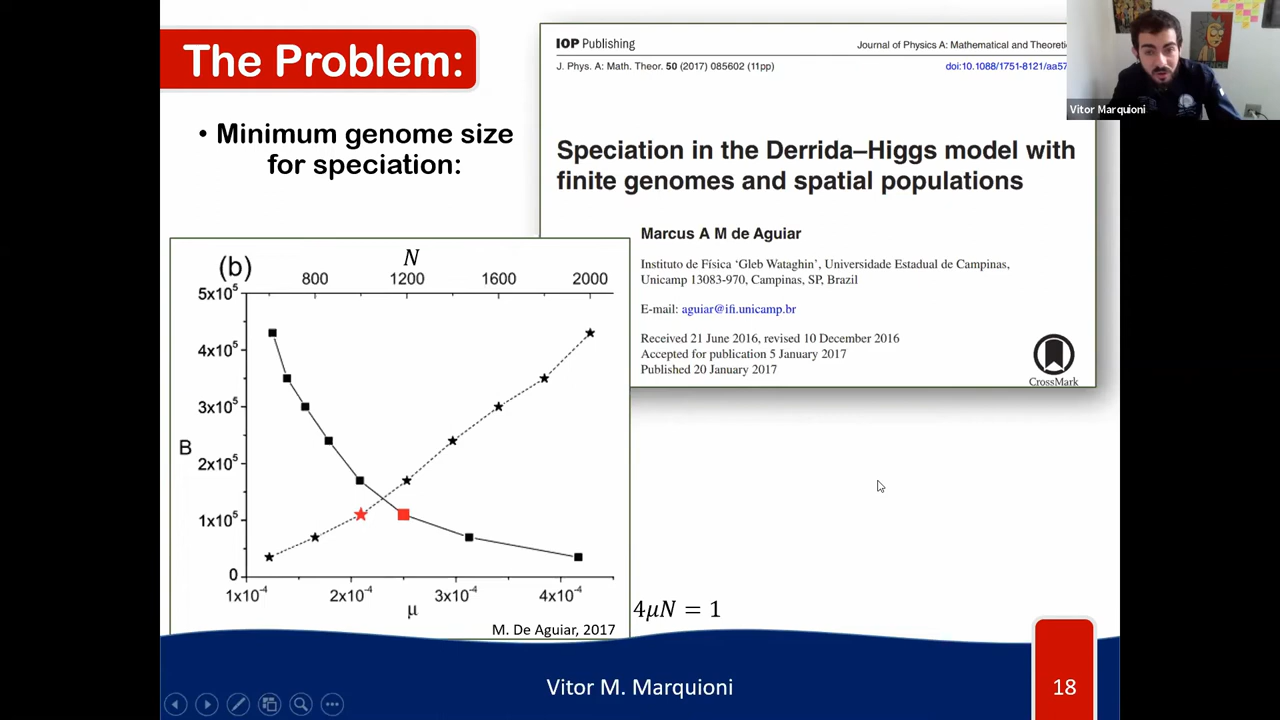 The Problem:
• Minimum genome size
for speciation:
IOP Publishing
Journal of Physics A: Mathematical and Theoreti
J. Phys. A: Math. Theor. 50 (2017) 085602 (11pp)
doi:10.1088/1751-8121/aa57
Speciation in the Derrida–Higgs model with
finite genomes and spatial populations
Marcus A M de Aguiar
Instituto de Física ‘Gleb Wataghin’, Universidade Estadual de Campinas,
Unicamp 13083-970, Campinas, SP, Brazil
E-mail: aguiar@ifi.unicamp.br
Received 21 June 2016, revised 10 December 2016
Accepted for publication 5 January 2017
Published 20 January 2017
CrossMark
Vitor Marquioni
(b)
N
800 1200 1600 2000
5x10⁵
4x10⁵
3x10⁵
B
2x10⁵
1x10⁵
0
1x10⁻⁴ 2x10⁻⁴ 3x10⁻⁴ 4x10⁻⁴
μ
4μN = 1
M. De Aguiar, 2017
Vitor M. Marquioni
18